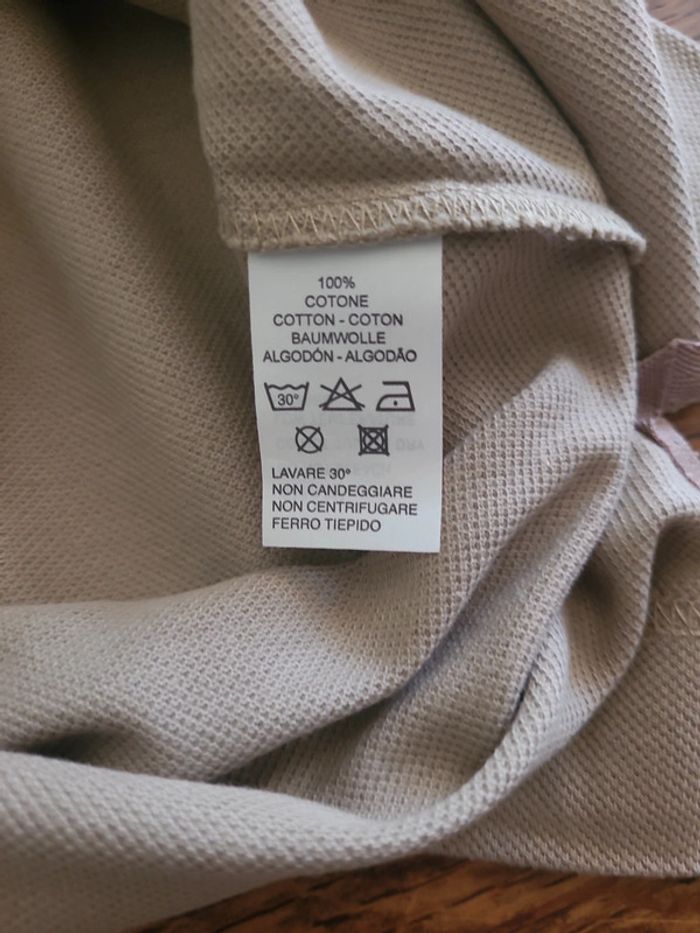 100%
COTONE
COTTON - COTON
BAUMWOLLE
ALGODÓN - ALGODÃO
30°
LAVARE 30°
NON CANDEGGIARE
NON CENTRIFUGARE
FERRO TIEPIDO